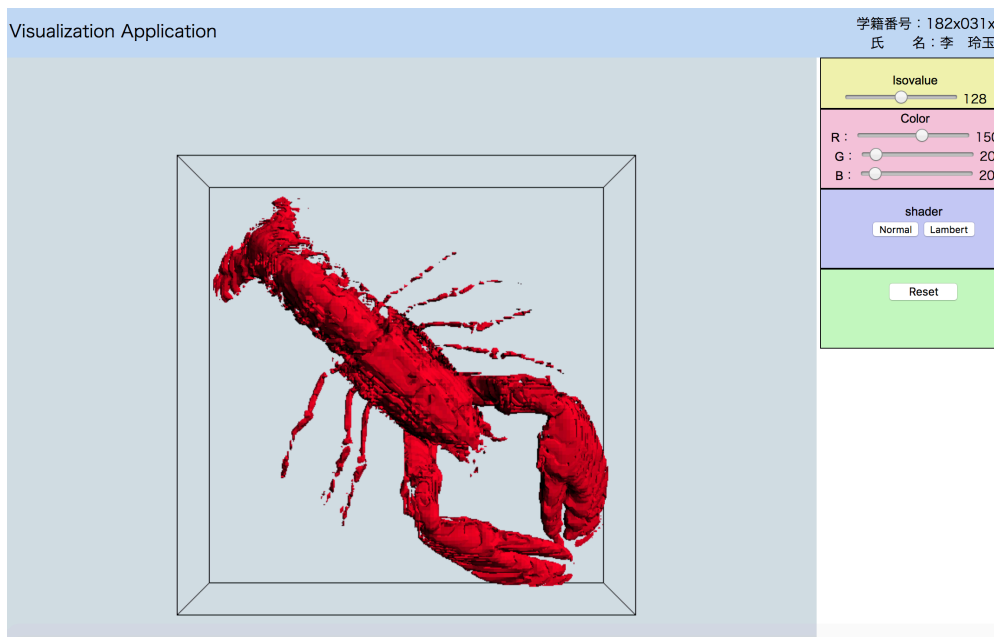 Visualization Application
学籍番号：182x031x
氏　　名：李　玲玉
Isovalue
128
Color
R： 150
G： 20
B： 20
shader
Normal Lambert
Reset